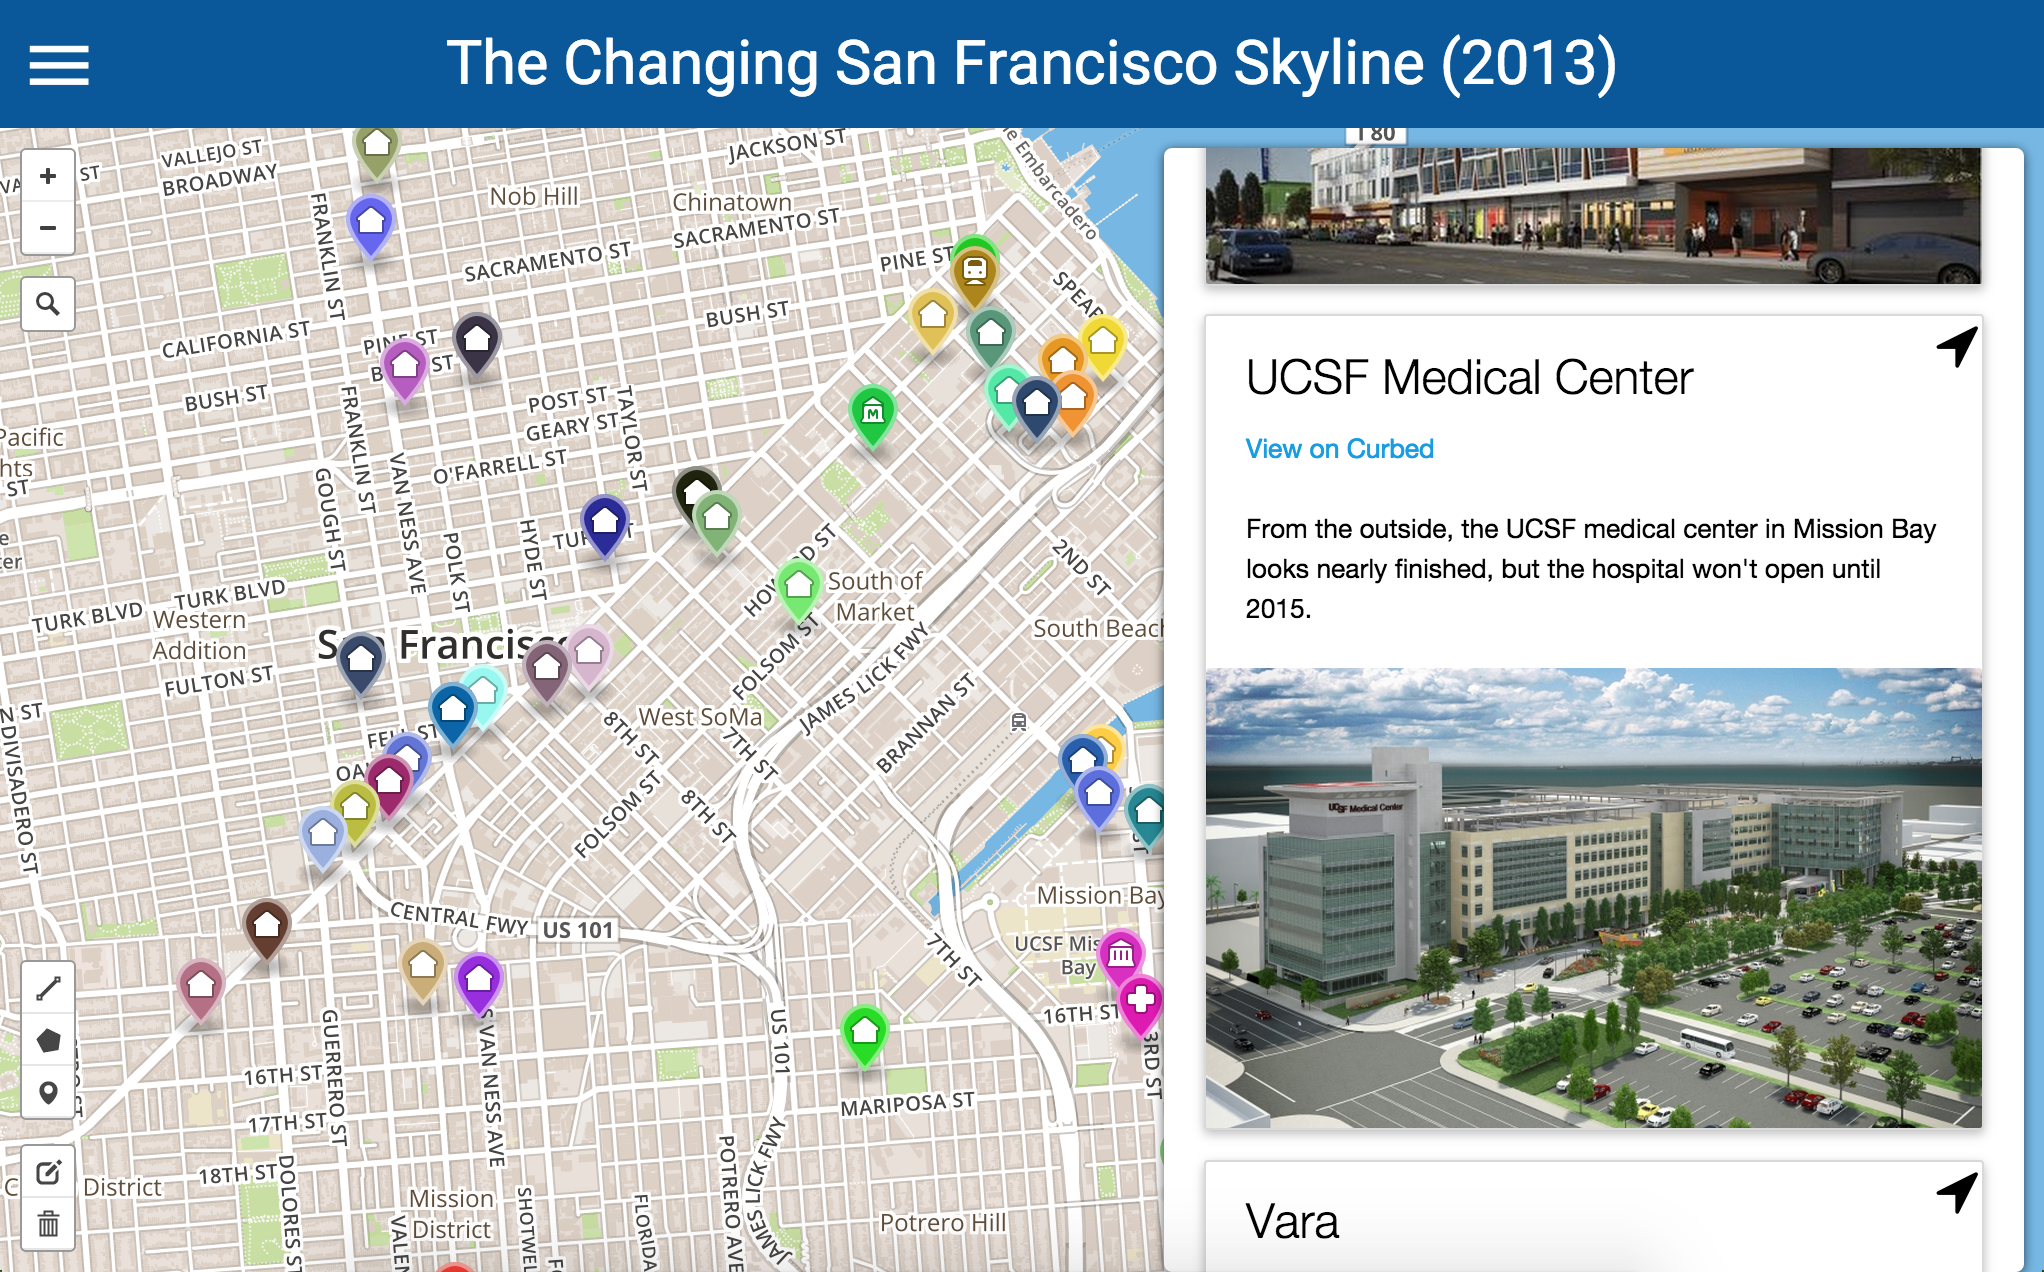 The Changing San Francisco Skyline (2013)
I 80
VALLEJO ST
BROADWAY
JACKSON ST
Embarcadero
ST
Nob Hill
Chinatown
SACRAMENTO ST
SACRAMENTO ST
PINE ST
SPEAR
FRANKLIN ST
CALIFORNIA ST
BUSH ST
PINE ST
ST
BUSH ST
POST ST
GEARY ST
TAYLOR ST
O'FARRELL ST
Pacific
hts
ST
FRANKLIN ST
VAN NESS AVE
GOUGH ST
POLK ST
HYDE ST
2ND ST
South of
Market
South Beach
TURK BLVD
TURK BLVD
Western
Addition
San Francisco
FULTON ST
FOLSOM ST
JAMES LICK FWY
N ST
DIVISADERO ST
FELL ST
West SoMa
8TH ST
7TH ST
BRANNAN ST
FOLSOM ST
8TH ST
Mission Bay
CENTRAL FWY
US 101
7TH ST
UCSF Mis
Bay
16TH ST
3RD ST
GUERRERO ST
S VAN NESS AVE
US 101
16TH ST
17TH ST
18TH ST
MARIPOSA ST
District
DOLORES ST
Mission
District
VALEN
SHOTWEL
FLORIDA
POTRERO AVE
JAMES LICK FWY
Potrero Hill
UCSF Medical Center
View on Curbed
From the outside, the UCSF medical center in Mission Bay
looks nearly finished, but the hospital won't open until
2015.
UCSF Medical Center
Vara